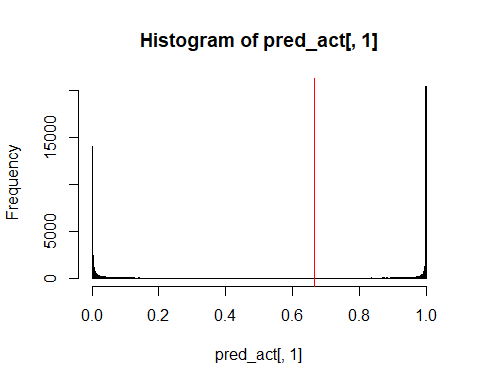 Histogram of pred_act[, 1]
Frequency
15000
5000
0
0.0 0.2 0.4 0.6 0.8 1.0
pred_act[, 1]